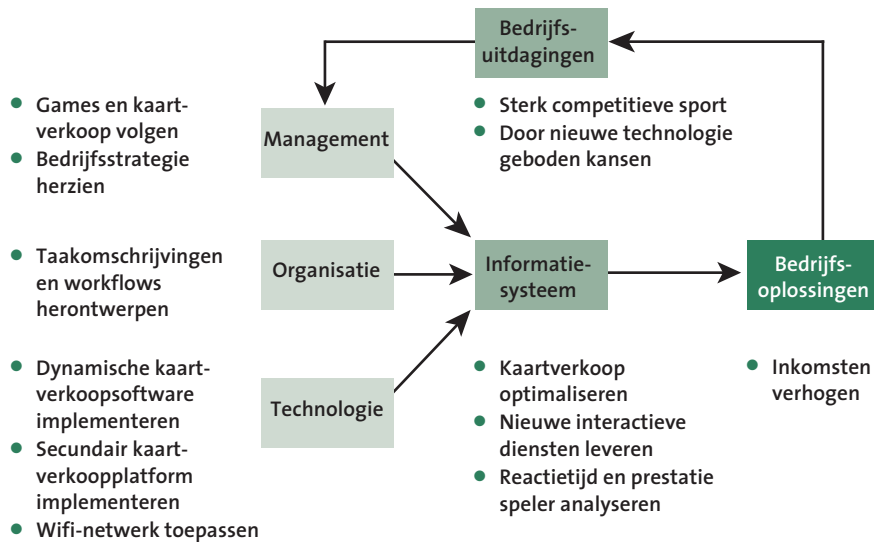 Bedrijfs-
uitdagingen
• Sterk competitieve sport
• Door nieuwe technologie
geboden kansen
• Games en kaart-
verkoop volgen
• Bedrijfsstrategie
herzien
Management
• Taakomschrijvingen
en workflows
herontwerpen
Organisatie
Informatie-
systeem
Bedrijfs-
oplossingen
• Dynamische kaart-
verkoopsoftware
implementeren
• Secundair kaart-
verkoopplatform
implementeren
• Wifi-netwerk toepassen
Technologie
• Kaartverkoop
optimaliseren
• Nieuwe interactieve
diensten leveren
• Reactietijd en prestatie
speler analyseren
• Inkomsten
verhogen